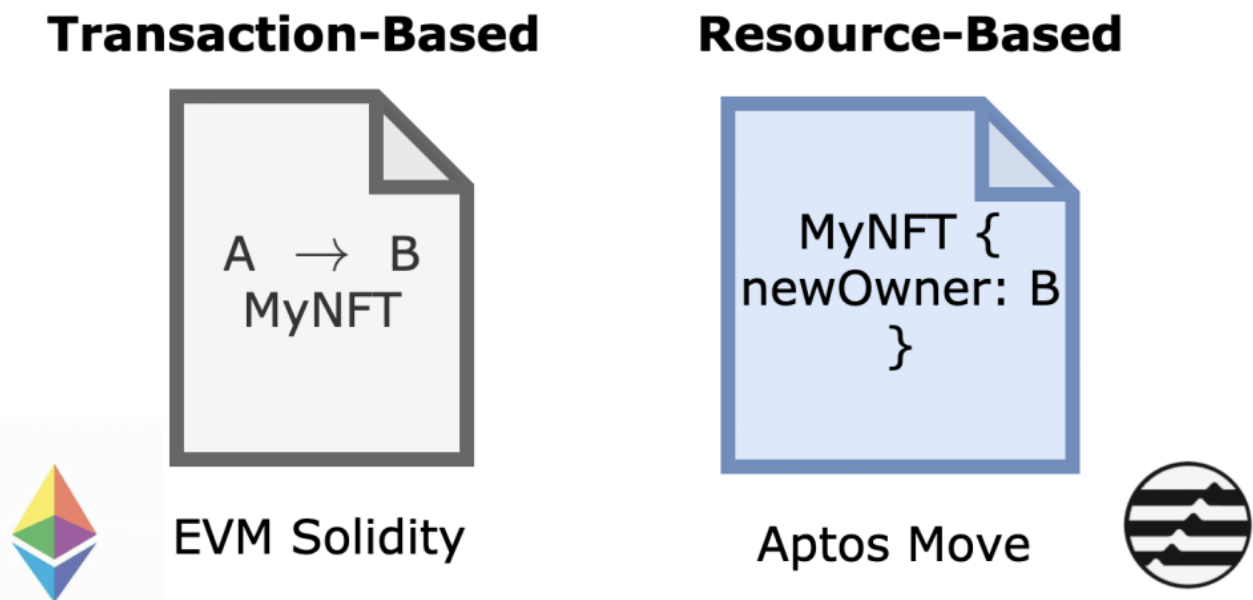 Transaction-Based
A → B
MyNFT
EVM Solidity
Resource-Based
MyNFT {
newOwner: B
}
Aptos Move